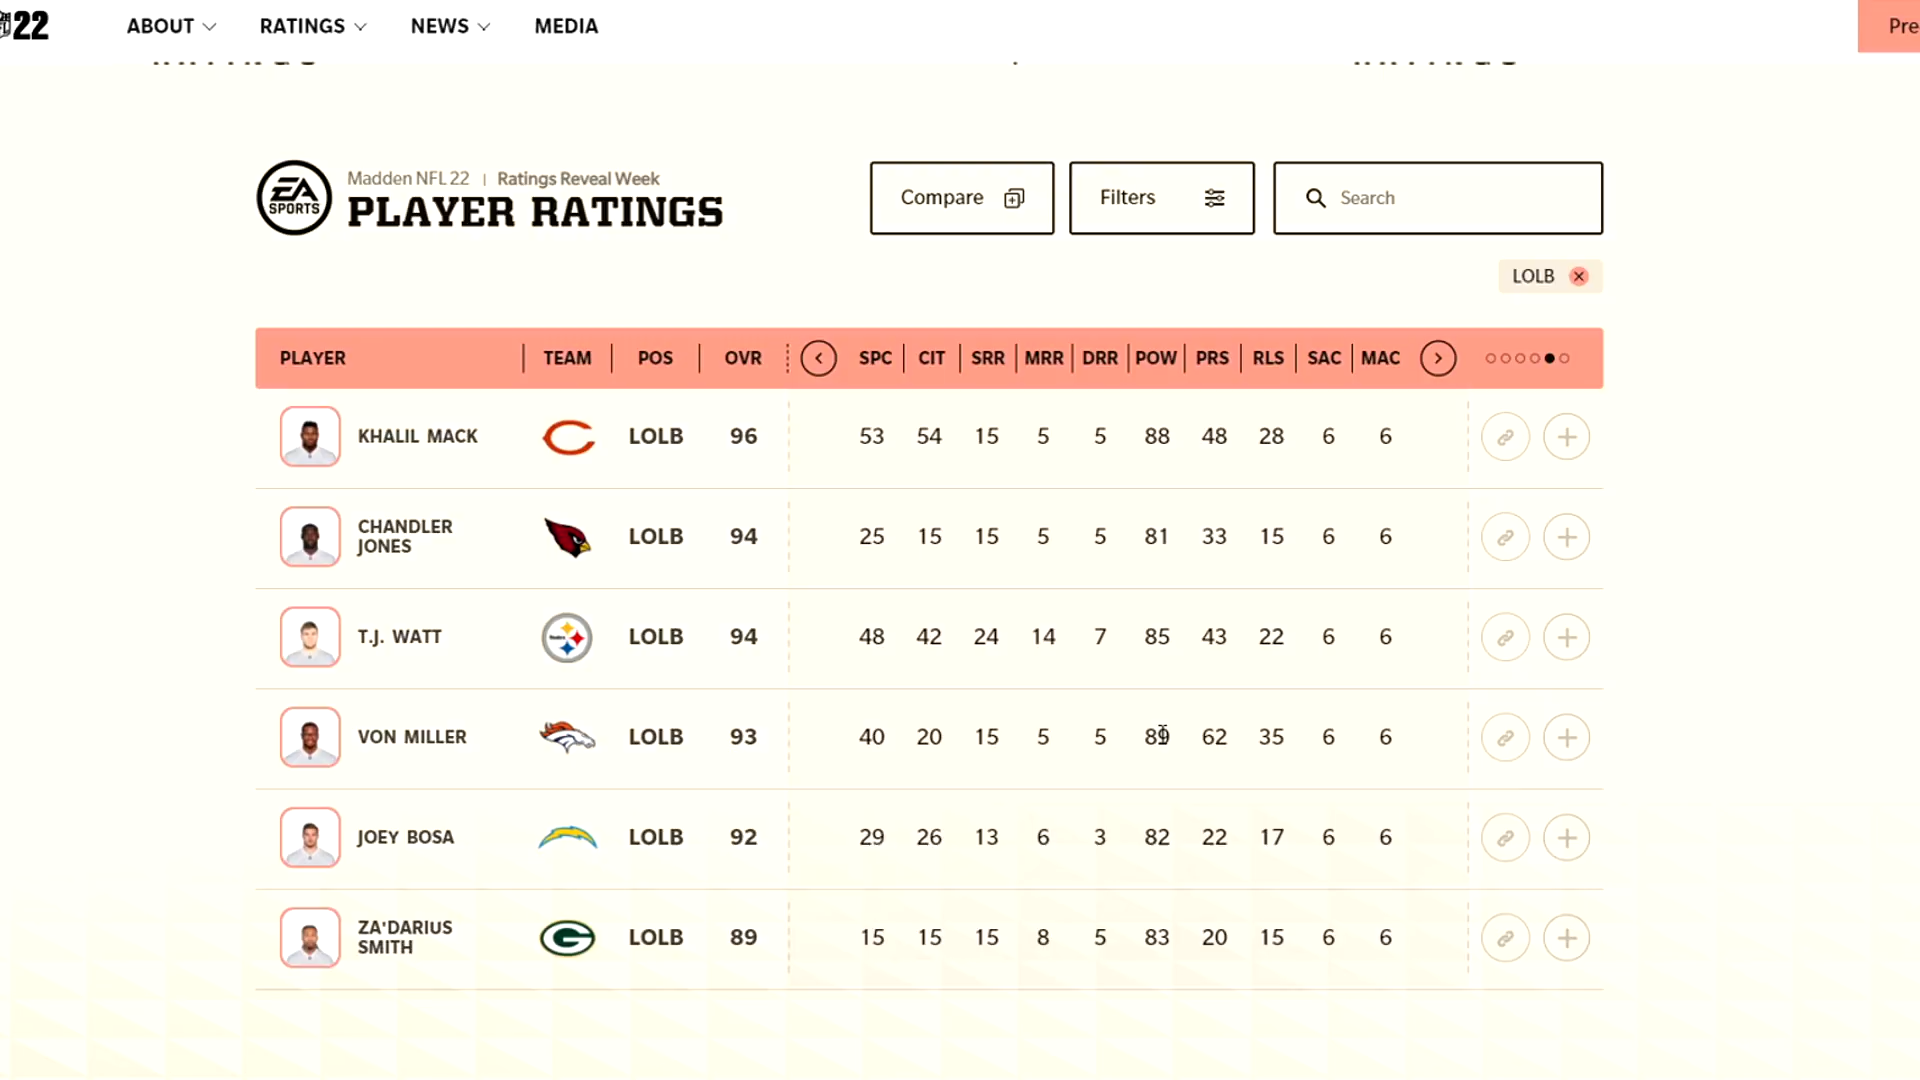 22 ABOUT RATINGS NEWS MEDIA Pre
EA SPORTS
Madden NFL 22 | Ratings Reveal Week
PLAYER RATINGS
Compare Filters Search
LOLB
PLAYER TEAM POS OVR SPC CIT SRR MRR DRR POW PRS RLS SAC MAC
KHALIL MACK LOLB 96 53 54 15 5 5 88 48 28 6 6
CHANDLER JONES LOLB 94 25 15 15 5 5 81 33 15 6 6
T.J. WATT LOLB 94 48 42 24 14 7 85 43 22 6 6
VON MILLER LOLB 93 40 20 15 5 5 89 62 35 6 6
JOEY BOSA LOLB 92 29 26 13 6 3 82 22 17 6 6
ZA'DARIUS SMITH LOLB 89 15 15 15 8 5 83 20 15 6 6